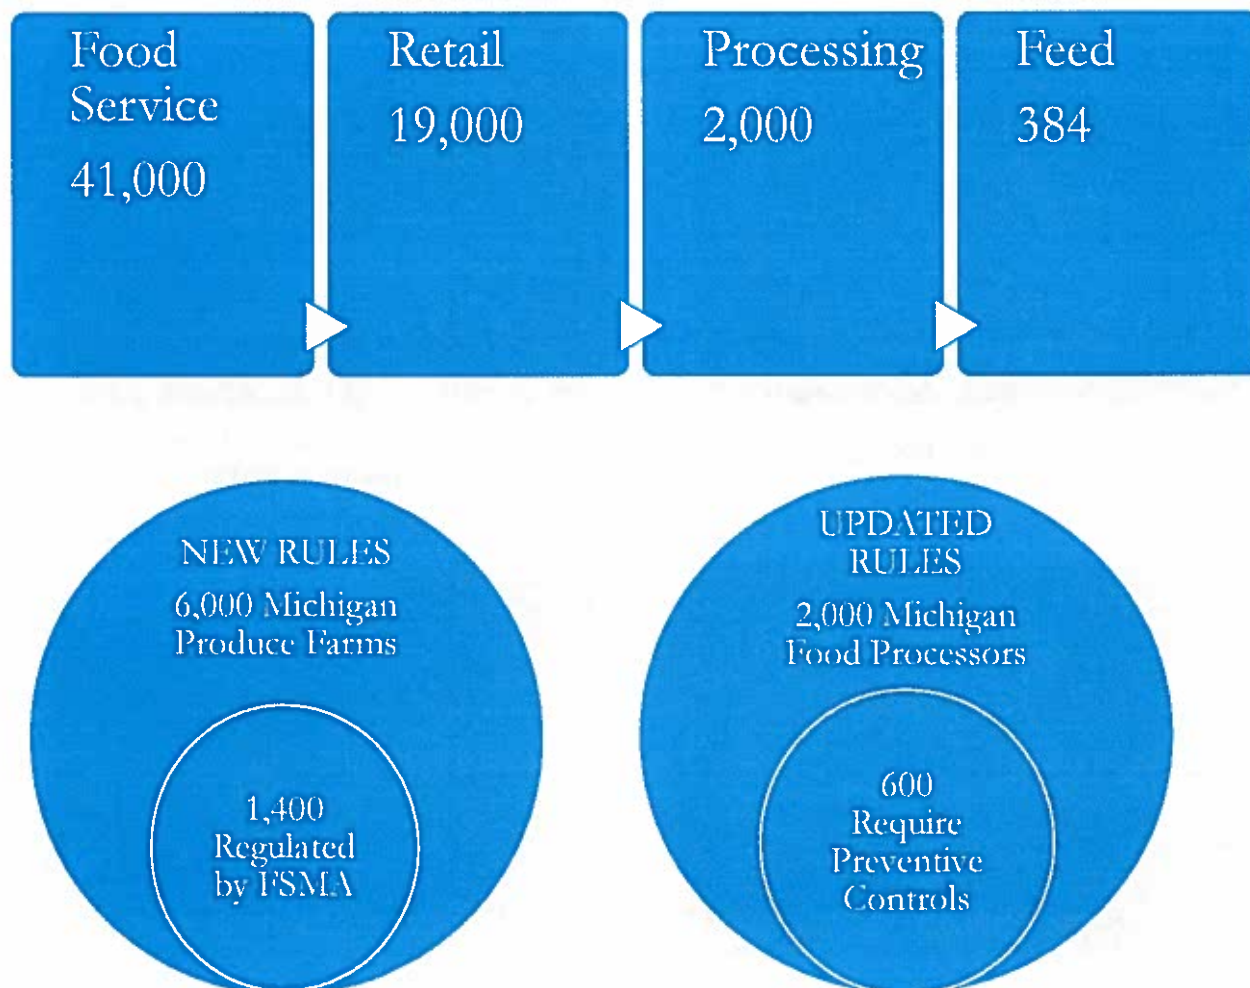 Food
Service
41,000
Retail
19,000
Processing
2,000
Feed
384
NEW RULES
6,000 Michigan
Produce Farms
1,400
Regulated
by FSMA
UPDATED
RULES
2,000 Michigan
Food Processors
600
Require
Preventive
Controls